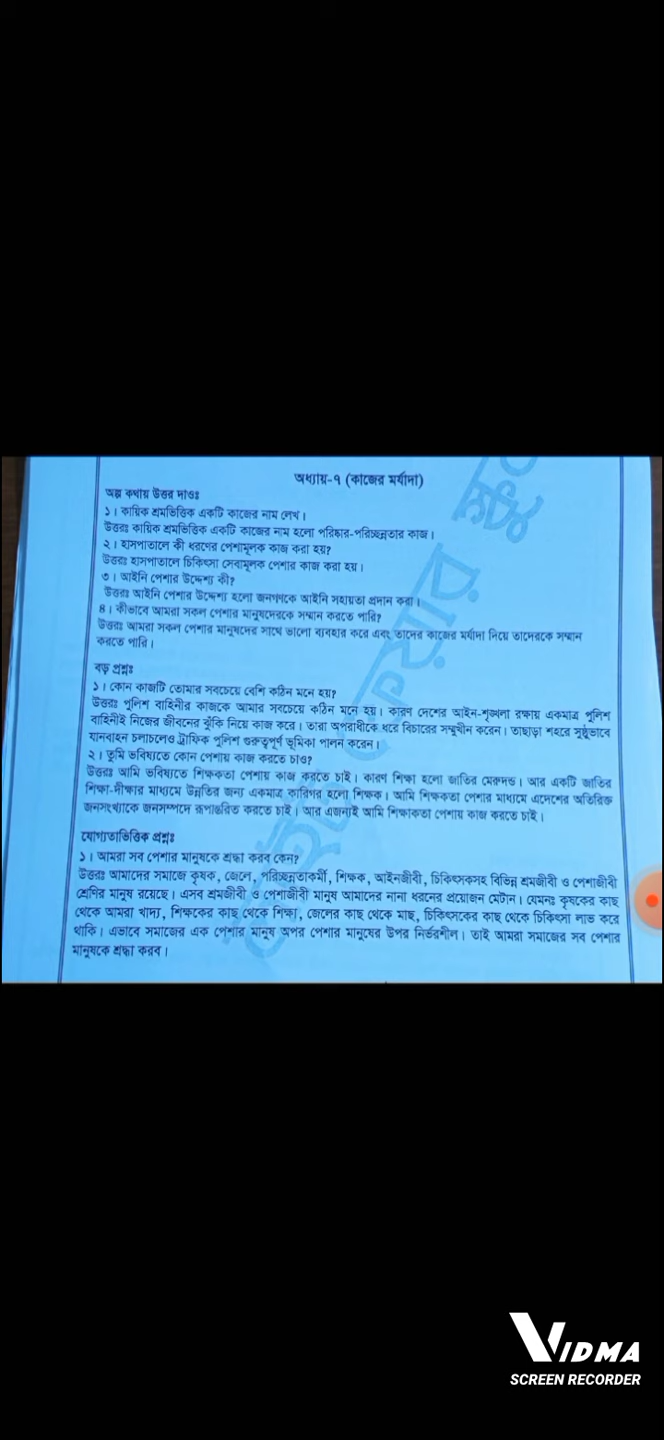 অধ্যায়-৭ (কাজের মর্যাদা)
অল্প কথায় উত্তর দাওঃ
১। কায়িক শ্রমভিত্তিক একটি কাজের নাম লেখ।
উত্তরঃ কায়িক শ্রমভিত্তিক একটি কাজের নাম হলো পরিষ্কার-পরিচ্ছন্নতার কাজ।
২। হাসপাতালে কী ধরণের পেশামূলক কাজ করা হয়?
উত্তরঃ হাসপাতালে চিকিৎসা সেবামূলক পেশার কাজ করা হয়।
৩। আইনি পেশার উদ্দেশ্য কী?
উত্তরঃ আইনি পেশার উদ্দেশ্য হলো জনগণকে আইনি সহায়তা প্রদান করা।
৪। কীভাবে আমরা সকল পেশার মানুষদেরকে সম্মান করতে পারি?
উত্তরঃ আমরা সকল পেশার মানুষদের সাথে ভালো ব্যবহার করে এবং তাদের কাজের মর্যাদা দিয়ে তাদেরকে সম্মান
করতে পারি।
বড় প্রশ্নঃ
১। কোন কাজটি তোমার সবচেয়ে বেশি কঠিন মনে হয়?
উত্তরঃ পুলিশ বাহিনীর কাজকে আমার সবচেয়ে কঠিন মনে হয়। কারণ দেশের আইন-শৃঙ্খলা রক্ষায় একমাত্র পুলিশ
বাহিনীই নিজের জীবনের ঝুঁকি নিয়ে কাজ করে। তারা অপরাধীকে ধরে বিচারের সম্মুখীন করেন। তাছাড়া শহরে সুষ্ঠুভাবে
যানবাহন চলাচলেও ট্রাফিক পুলিশ গুরুত্বপূর্ণ ভূমিকা পালন করেন।
২। তুমি ভবিষ্যতে কোন পেশায় কাজ করতে চাও?
উত্তরঃ আমি ভবিষ্যতে শিক্ষকতা পেশায় কাজ করতে চাই। কারণ শিক্ষা হলো জাতির মেরুদন্ড। আর একটি জাতির
শিক্ষা-দীক্ষার মাধ্যমে উন্নতির জন্য একমাত্র কারিগর হলো শিক্ষক। আমি শিক্ষকতা পেশার মাধ্যমে এদেশের অতিরিক্ত
জনসংখ্যাকে জনসম্পদে রূপান্তরিত করতে চাই। আর এজন্যই আমি শিক্ষাকতা পেশায় কাজ করতে চাই।
যোগ্যতাভিত্তিক প্রশ্নঃ
১। আমরা সব পেশার মানুষকে শ্রদ্ধা করব কেন?
উত্তরঃ আমাদের সমাজে কৃষক, জেলে, পরিচ্ছন্নতাকর্মী, শিক্ষক, আইনজীবী, চিকিৎসকসহ বিভিন্ন শ্রমজীবী ও পেশাজীবী
শ্রেণির মানুষ রয়েছে। এসব শ্রমজীবী ও পেশাজীবী মানুষ আমাদের নানা ধরনের প্রয়োজন মেটান। যেমনঃ কৃষকের কাছ
থেকে আমরা খাদ্য, শিক্ষকের কাছ থেকে শিক্ষা, জেলের কাছ থেকে মাছ, চিকিৎসকের কাছ থেকে চিকিৎসা লাভ করে
থাকি। এভাবে সমাজের এক পেশার মানুষ অপর পেশার মানুষের উপর নির্ভরশীল। তাই আমরা সমাজের সব পেশার
মানুষকে শ্রদ্ধা করব।
VIDMA
SCREEN RECORDER